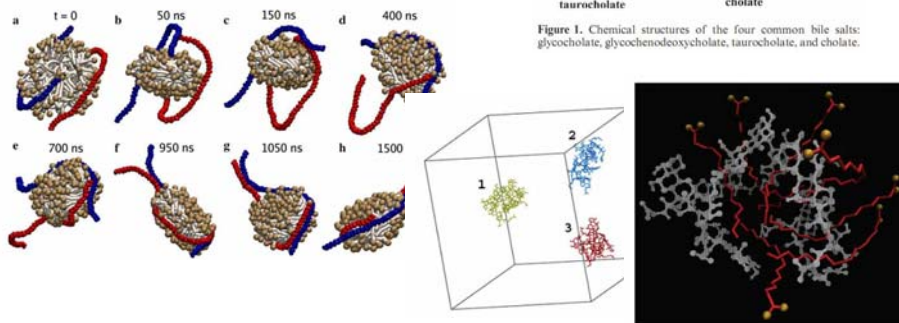 taurocholate cholate
Figure 1. Chemical structures of the four common bile salts:
glycocholate, glycochenodeoxycholate, taurocholate, and cholate.
a t = 0 b 50 ns c 150 ns d 400 ns
e 700 ns f 950 ns g 1050 ns h 1500
1
2
3